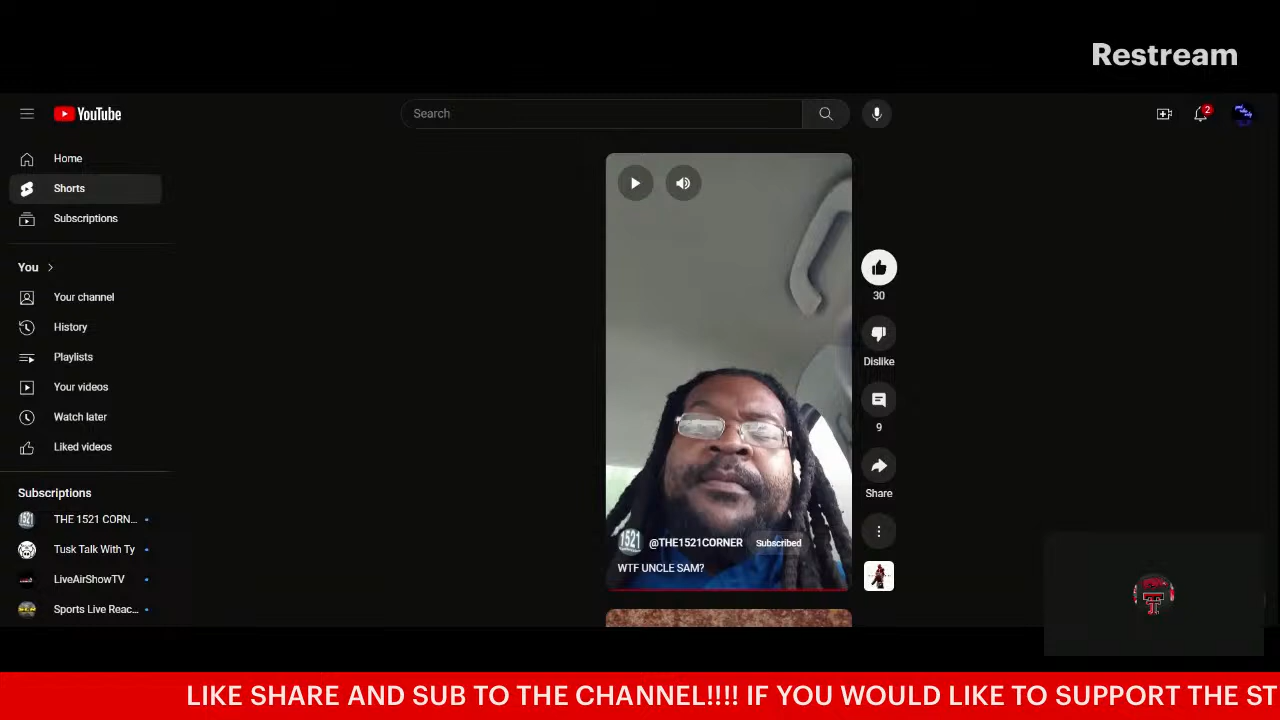 Restream
YouTube
Search
2
Home
Shorts
Subscriptions
You
Your channel
History
Playlists
Your videos
Watch later
Liked videos
Subscriptions
THE 1521 CORN...
Tusk Talk With Ty
LiveAirShowTV
Sports Live Reac...
30
Dislike
9
Share
1521
@THE1521CORNER
Subscribed
WTF UNCLE SAM?
LIKE SHARE AND SUB TO THE CHANNEL!!!! IF YOU WOULD LIKE TO SUPPORT THE ST